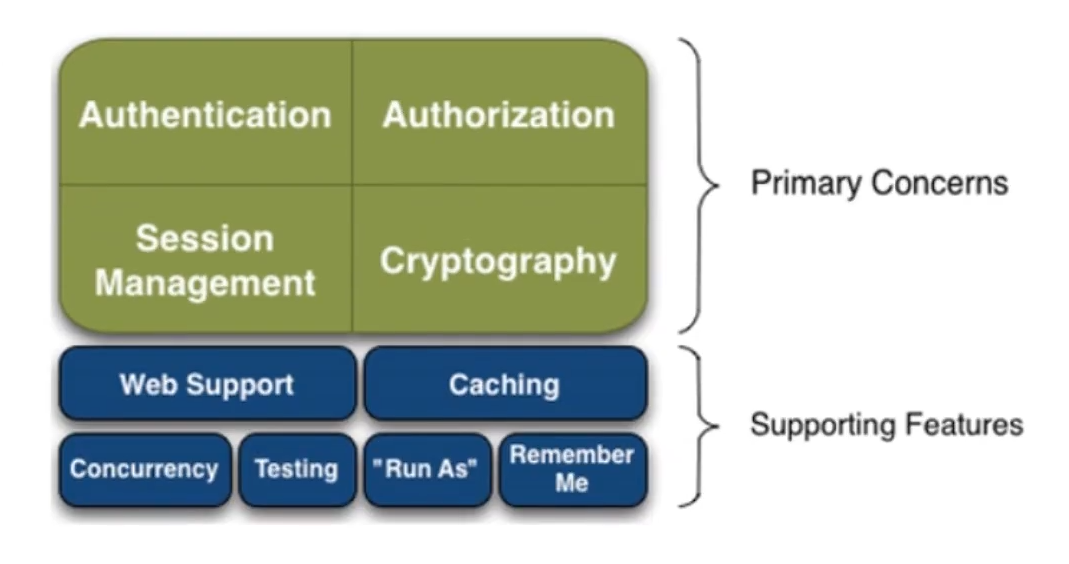 Authentication
Authorization
Primary Concerns
Session
Management
Cryptography
Web Support
Caching
Supporting Features
Concurrency
Testing
"Run As"
Remember
Me